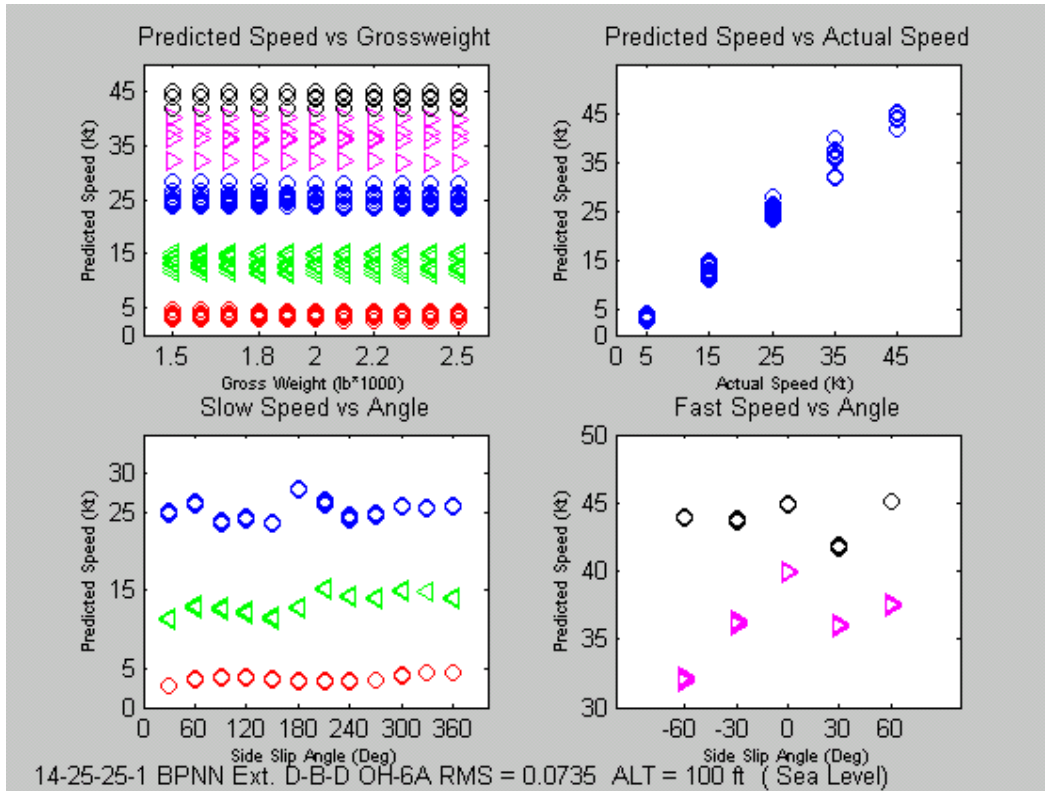 Predicted Speed vs Grossweight
Predicted Speed (Kt)
45
35
25
15
5
0
1.5 1.8 2 2.2 2.5
Gross Weight (lb*1000)
Predicted Speed vs Actual Speed
Predicted Speed (Kt)
45
35
25
15
5
0
0 5 15 25 35 45
Actual Speed (Kt)
Slow Speed vs Angle
Predicted Speed (Kt)
30
25
15
5
0
0 60 120 180 240 300 360
Side Slip Angle (Deg)
Fast Speed vs Angle
Predicted Speed (Kt)
50
45
40
35
30
-60 -30 0 30 60
Side Slip Angle (Deg)
14-25-25-1 BPNN Ext. D-B-D OH-6A RMS = 0.0735 ALT = 100 ft ( Sea Level)